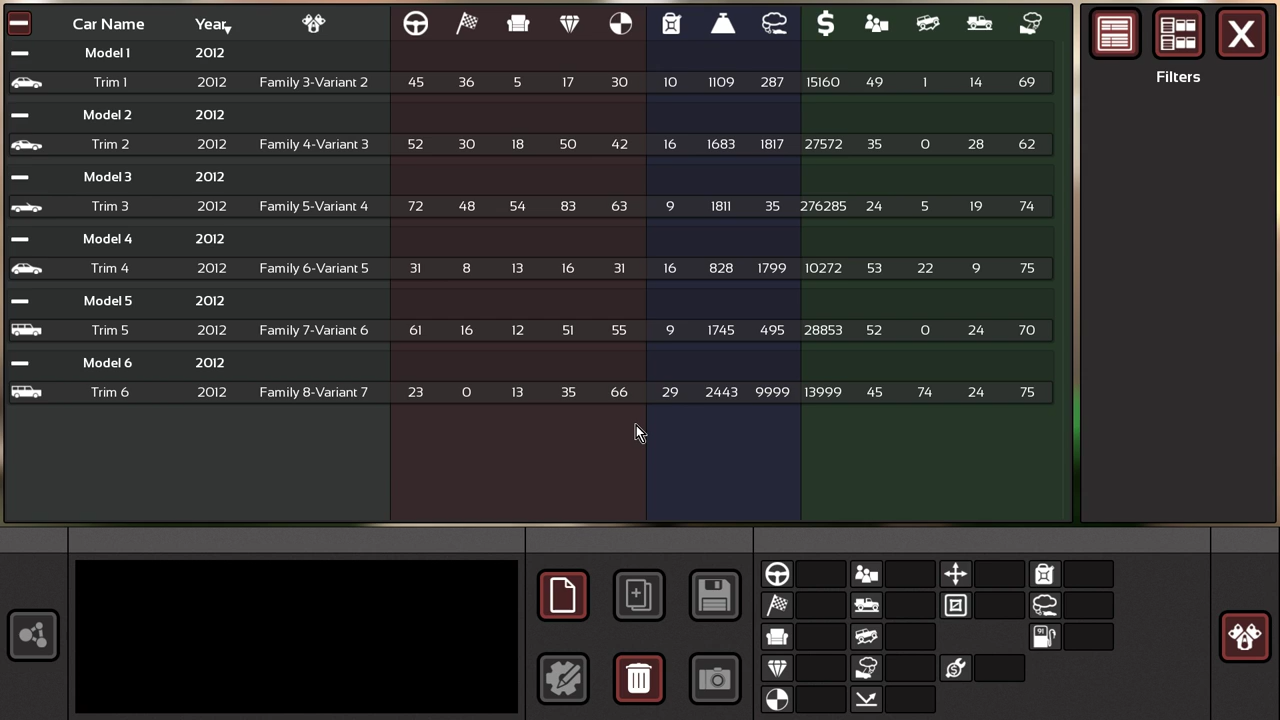 Car Name Year $
Model 1 2012
Trim 1 2012 Family 3-Variant 2 45 36 5 17 30 10 1109 287 15160 49 1 14 69
Model 2 2012
Trim 2 2012 Family 4-Variant 3 52 30 18 50 42 16 1683 1817 27572 35 0 28 62
Model 3 2012
Trim 3 2012 Family 5-Variant 4 72 48 54 83 63 9 1811 35 276285 24 5 19 74
Model 4 2012
Trim 4 2012 Family 6-Variant 5 31 8 13 16 31 16 828 1799 10272 53 22 9 75
Model 5 2012
Trim 5 2012 Family 7-Variant 6 61 16 12 51 55 9 1745 495 28853 52 0 24 70
Model 6 2012
Trim 6 2012 Family 8-Variant 7 23 0 13 35 66 29 2443 9999 13999 45 74 24 75
X
Filters
91